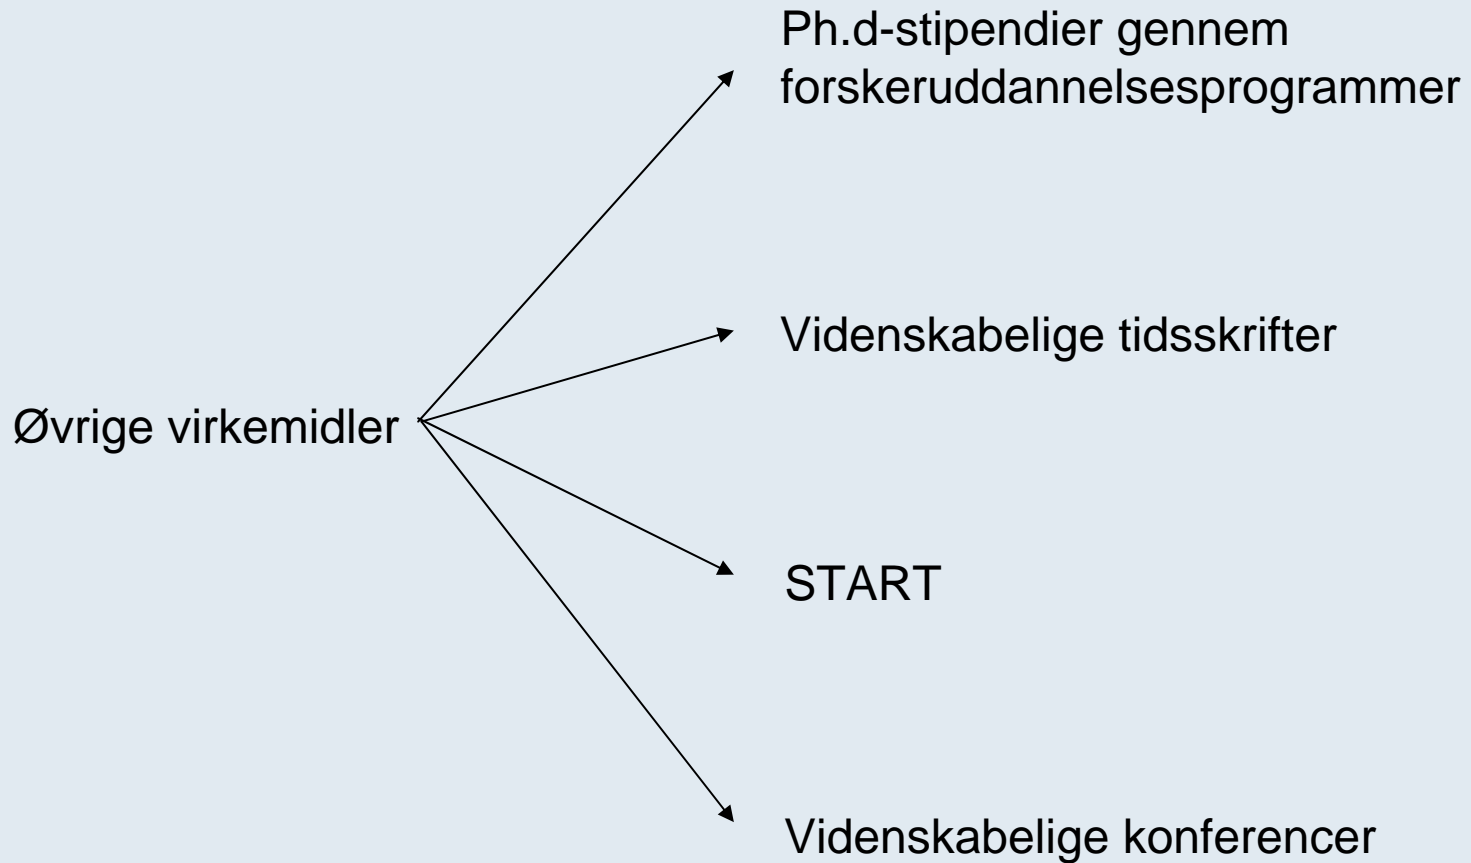 Ph.d-stipendier gennem
forskeruddannelsesprogrammer
Videnskabelige tidsskrifter
Øvrige virkemidler
START
Videnskabelige konferencer